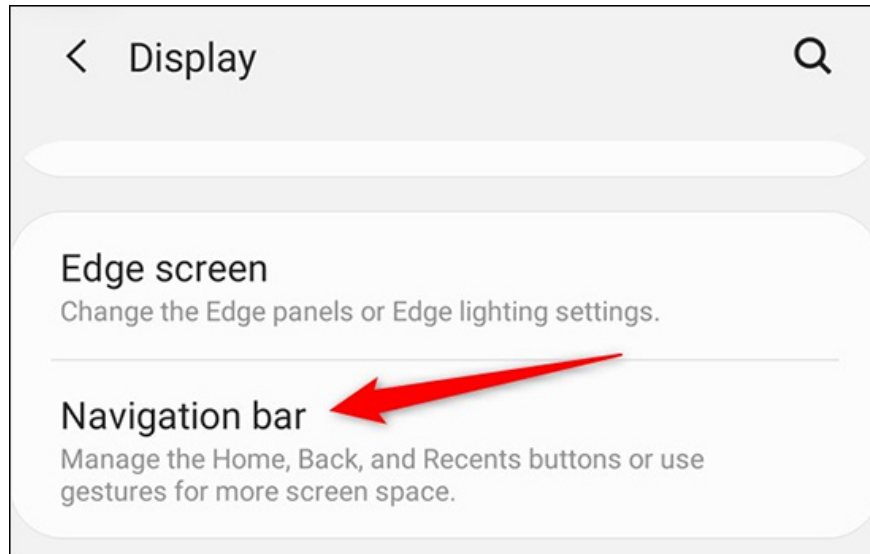 Display
Edge screen
Change the Edge panels or Edge lighting settings.
Navigation bar
Manage the Home, Back, and Recents buttons or use
gestures for more screen space.